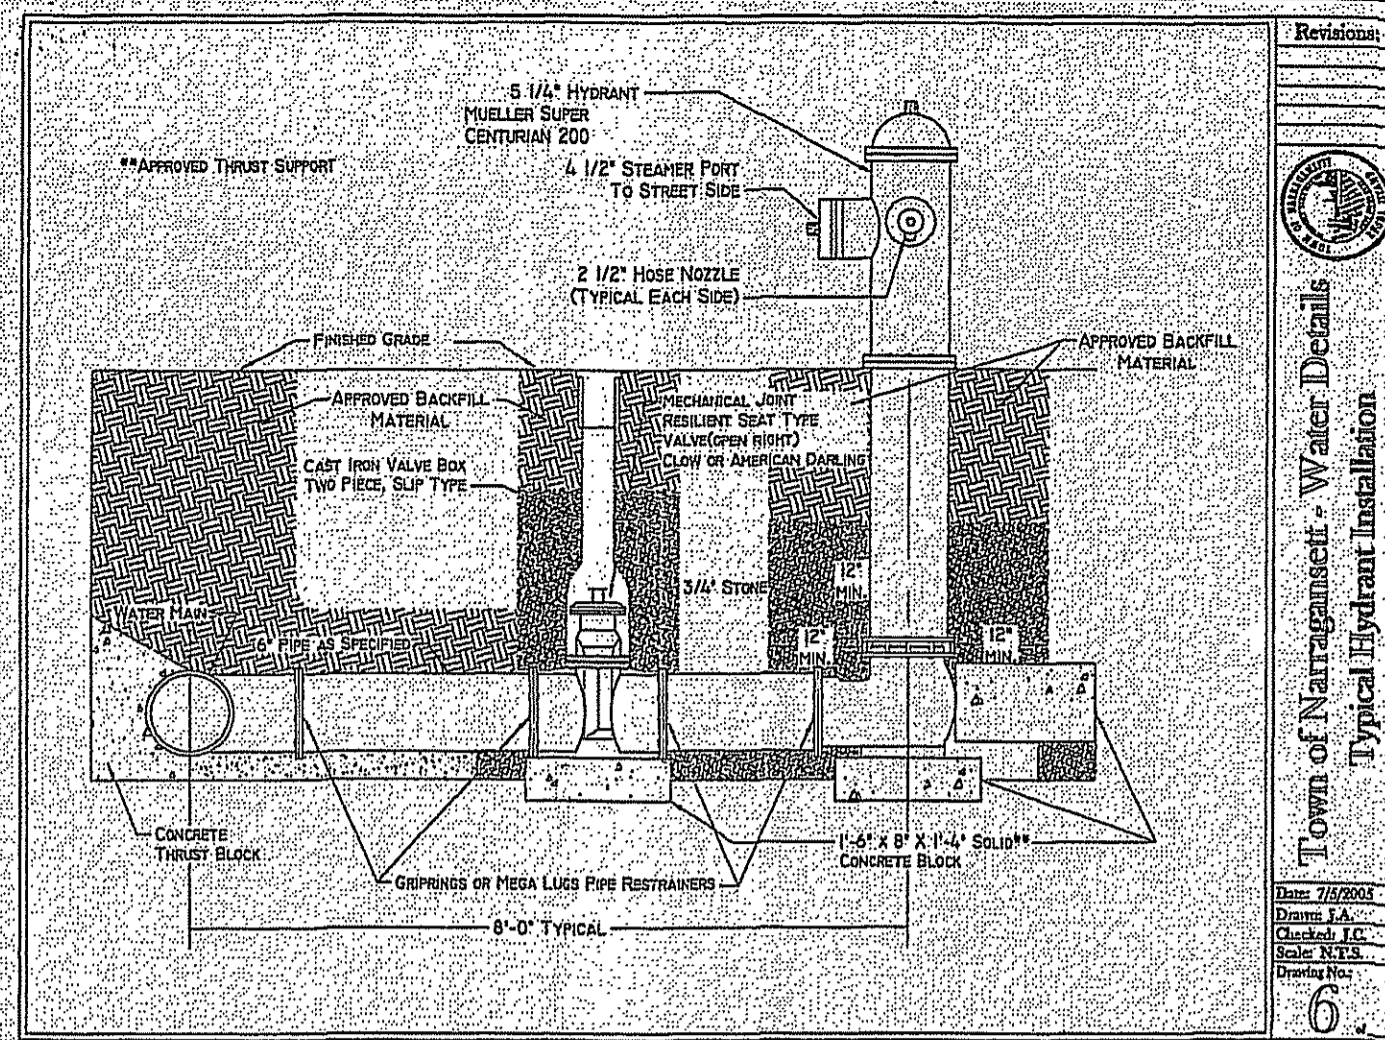 Revisions:
5 1/4" HYDRANT
MUELLER SUPER
CENTURIAN 200
**APPROVED THRUST SUPPORT
4 1/2" STEAMER PORT
TO STREET SIDE
2 1/2" HOSE NOZZLE
(TYPICAL EACH SIDE)
FINISHED GRADE
APPROVED BACKFILL
MATERIAL
APPROVED BACKFILL
MATERIAL
MECHANICAL JOINT
RESILIENT SEAT TYPE
VALVE(OPEN RIGHT)
CLOW OR AMERICAN DARLING
CAST IRON VALVE BOX
TWO PIECE, SLIP TYPE
3/4" STONE
12"
MIN.
12"
MIN.
12"
MIN.
WATER MAIN
6" PIPE AS SPECIFIED
CONCRETE
THRUST BLOCK
1'-6" X 8" X 1'-4" SOLID**
CONCRETE BLOCK
GRIPRINGS OR MEGA LUGS PIPE RESTRAINERS
8'-0" TYPICAL
Town of Narragansett - Water Details
Typical Hydrant Installation
Date: 7/5/2005
Drawn: J.A.
Checked: J.C.
Scale: N.T.S.
Drawing No.:
6